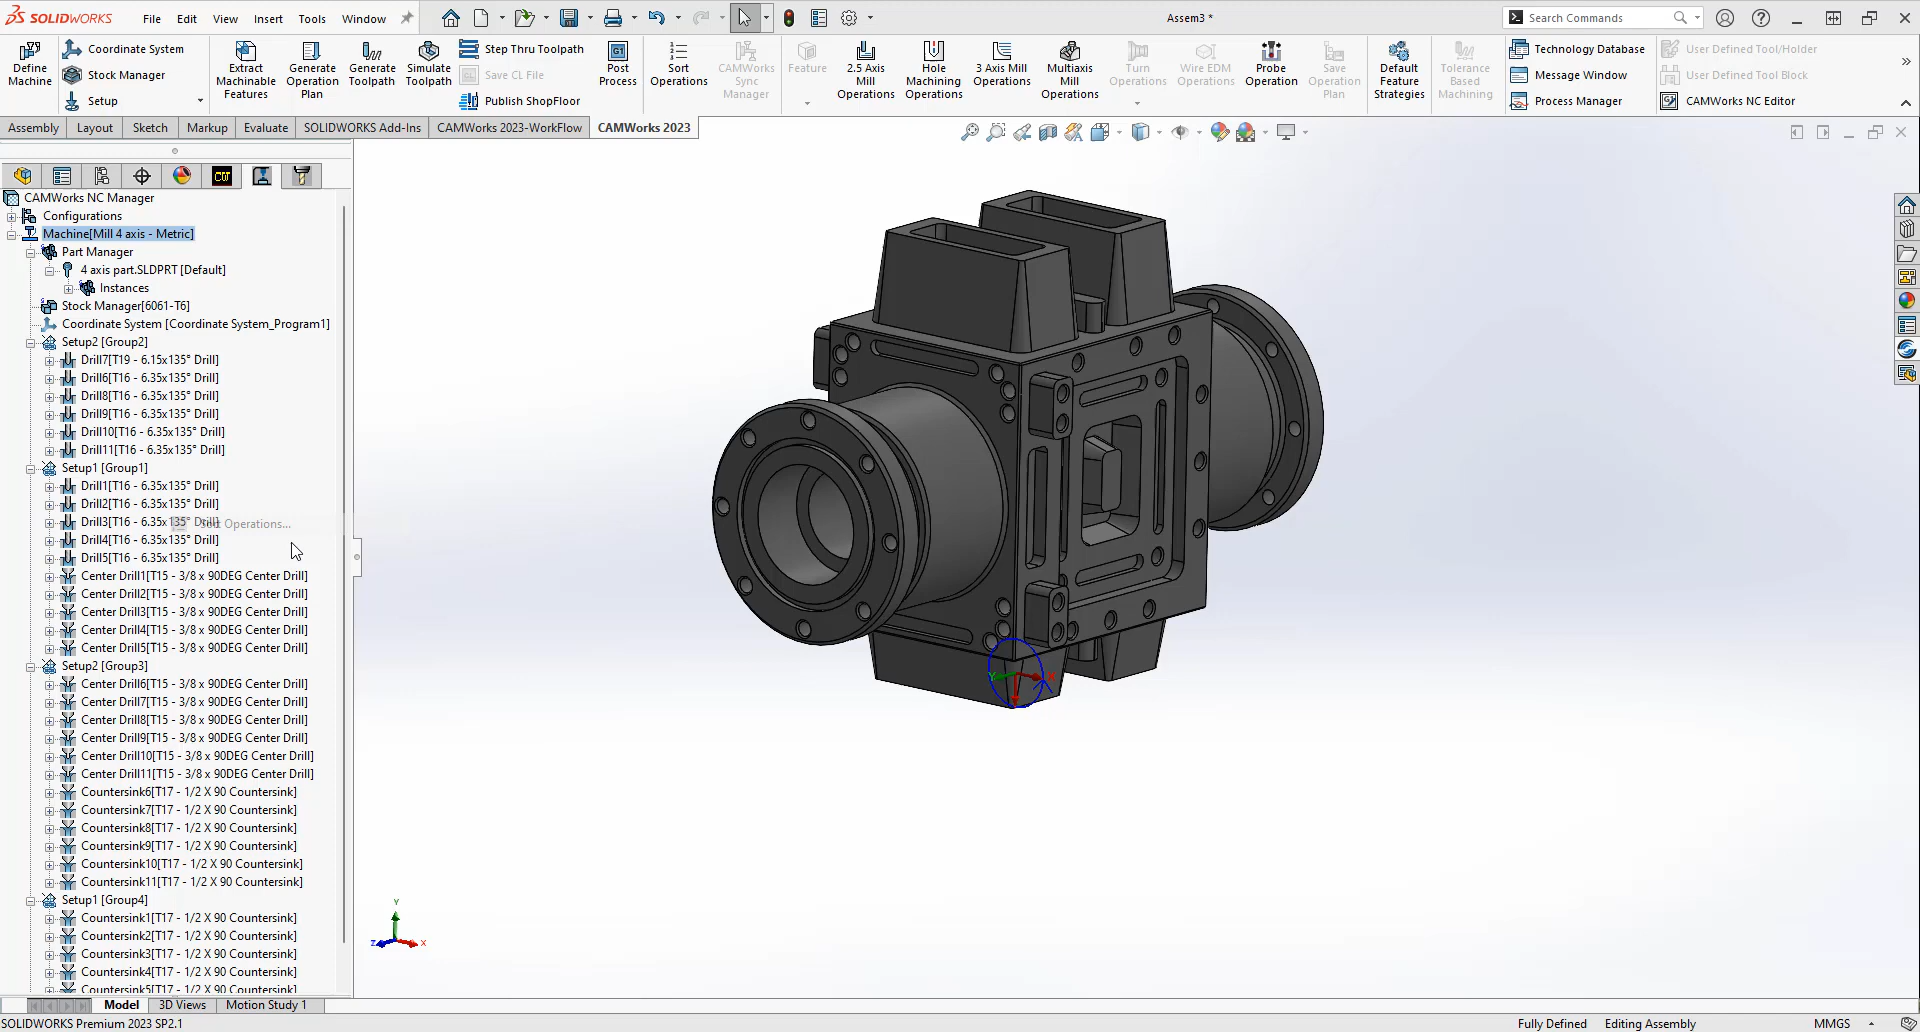 SOLIDWORKS File Edit View Insert Tools Window Assem3 * Search Commands
Define Machine
Coordinate System
Stock Manager
Setup
Extract Machinable Features
Generate Operation Plan
Generate Toolpath
Simulate Toolpath
Step Thru Toolpath
Save CL File
Publish ShopFloor
G1
Post Process
Sort Operations
CAMWorks Sync Manager
Feature
2.5 Axis Mill Operations
Hole Machining Operations
3 Axis Mill Operations
Multiaxis Mill Operations
Turn Operations
Wire EDM Operations
Probe Operation
Save Operation Plan
Default Feature Strategies
Technology Database
Message Window
Process Manager
Tolerance Based Machining
User Defined Tool/Holder
User Defined Tool Block
CAMWorks NC Editor
Assembly Layout Sketch Markup Evaluate SOLIDWORKS Add-Ins CAMWorks 2023-WorkFlow CAMWorks 2023
CAMWorks NC Manager
Configurations
Machine[Mill 4 axis - Metric]
Part Manager
4 axis part.SLDPRT [Default]
Instances
Stock Manager[6061-T6]
Coordinate System [Coordinate System_Program1]
Setup2 [Group2]
Drill7[T19 - 6.15x135° Drill]
Drill6[T16 - 6.35x135° Drill]
Drill8[T16 - 6.35x135° Drill]
Drill9[T16 - 6.35x135° Drill]
Drill10[T16 - 6.35x135° Drill]
Drill11[T16 - 6.35x135° Drill]
Setup1 [Group1]
Drill1[T16 - 6.35x135° Drill]
Drill2[T16 - 6.35x135° Drill]
Drill3[T16 - 6.35x135° Drill]
Sort Operations...
Drill4[T16 - 6.35x135° Drill]
Drill5[T16 - 6.35x135° Drill]
Center Drill1[T15 - 3/8 x 90DEG Center Drill]
Center Drill2[T15 - 3/8 x 90DEG Center Drill]
Center Drill3[T15 - 3/8 x 90DEG Center Drill]
Center Drill4[T15 - 3/8 x 90DEG Center Drill]
Center Drill5[T15 - 3/8 x 90DEG Center Drill]
Setup2 [Group3]
Center Drill6[T15 - 3/8 x 90DEG Center Drill]
Center Drill7[T15 - 3/8 x 90DEG Center Drill]
Center Drill8[T15 - 3/8 x 90DEG Center Drill]
Center Drill9[T15 - 3/8 x 90DEG Center Drill]
Center Drill10[T15 - 3/8 x 90DEG Center Drill]
Center Drill11[T15 - 3/8 x 90DEG Center Drill]
Countersink6[T17 - 1/2 X 90 Countersink]
Countersink7[T17 - 1/2 X 90 Countersink]
Countersink8[T17 - 1/2 X 90 Countersink]
Countersink9[T17 - 1/2 X 90 Countersink]
Countersink10[T17 - 1/2 X 90 Countersink]
Countersink11[T17 - 1/2 X 90 Countersink]
Setup1 [Group4]
Countersink1[T17 - 1/2 X 90 Countersink]
Countersink2[T17 - 1/2 X 90 Countersink]
Countersink3[T17 - 1/2 X 90 Countersink]
Countersink4[T17 - 1/2 X 90 Countersink]
Countersink5[T17 - 1/2 X 90 Countersink]
Y X
Y
Z X
Model 3D Views Motion Study 1
SOLIDWORKS Premium 2023 SP2.1 Fully Defined Editing Assembly MMGS